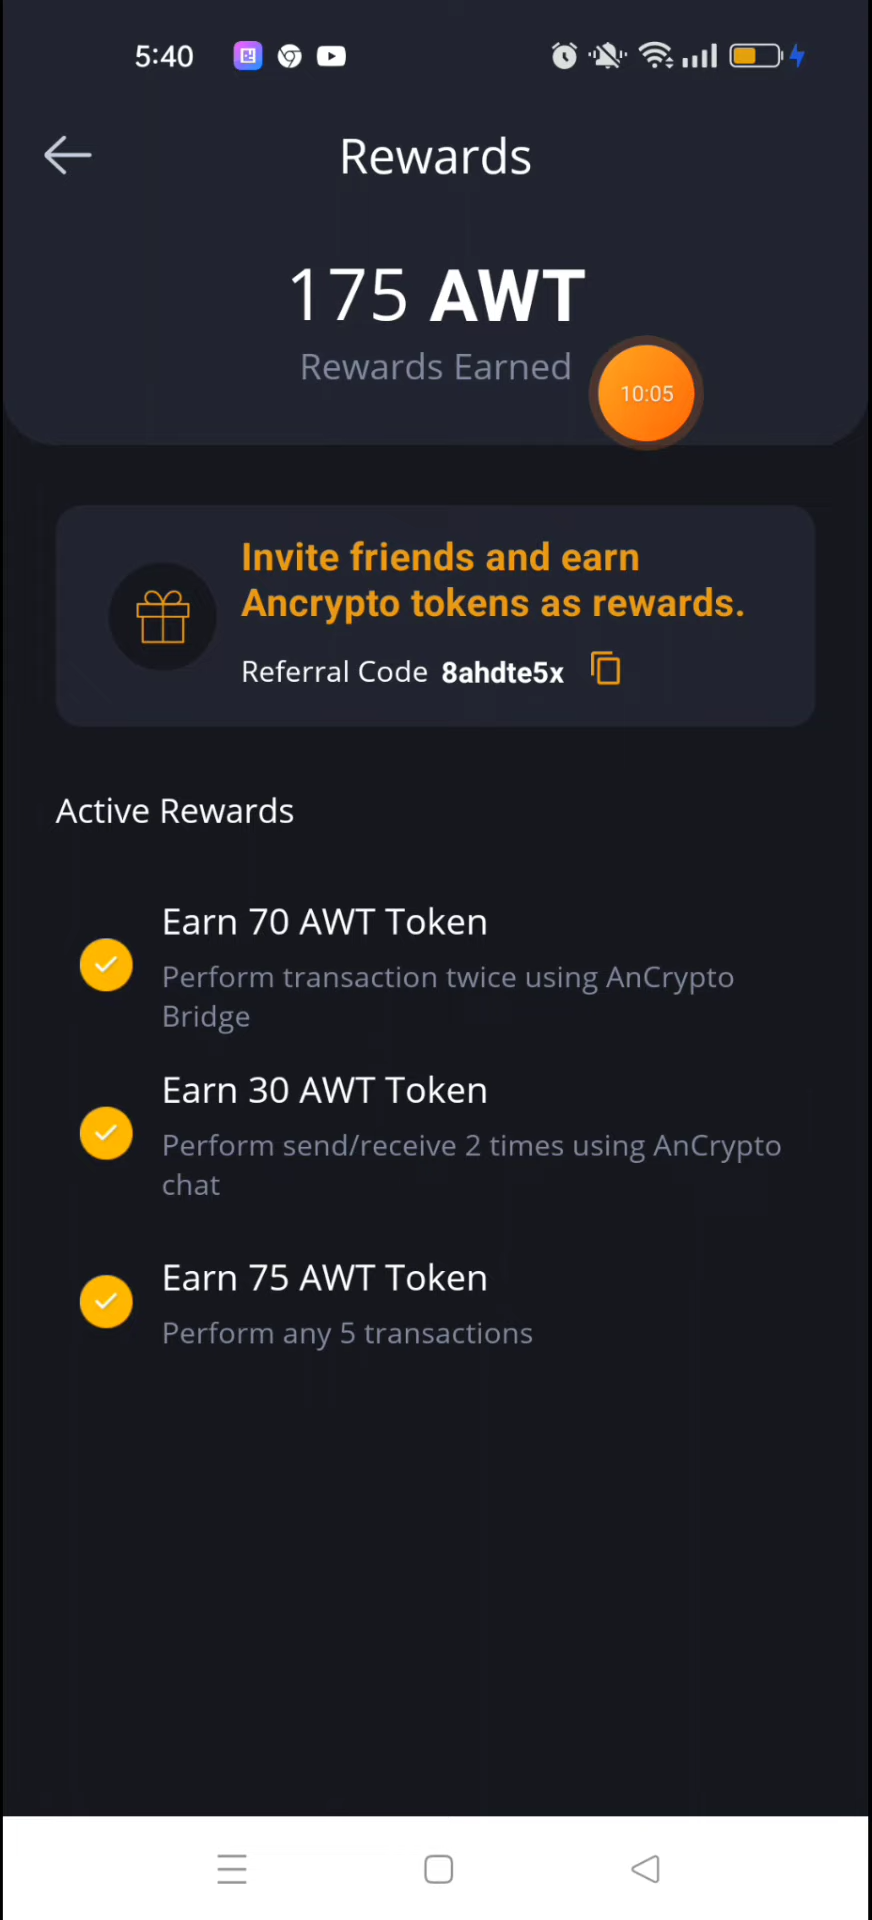 5:40
Rewards
175 AWT
Rewards Earned
10:05
Invite friends and earn
Ancrypto tokens as rewards.
Referral Code 8ahdte5x
Active Rewards
Earn 70 AWT Token
Perform transaction twice using AnCrypto
Bridge
Earn 30 AWT Token
Perform send/receive 2 times using AnCrypto
chat
Earn 75 AWT Token
Perform any 5 transactions